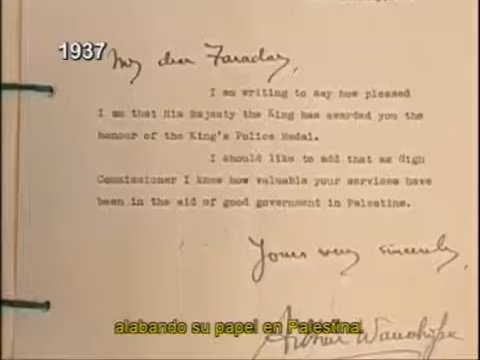 1937
My dear Faraday,
I am writing to say how pleased
I am that His Majesty the King has awarded you the
honour of the King's Police Medal.
I should like to add that as High
Commissioner I know how valuable your services have
been in the aid of good government in Palestine.
Yours very sincerely,
alabando su papel en Palestina.
Arthur Wauchope